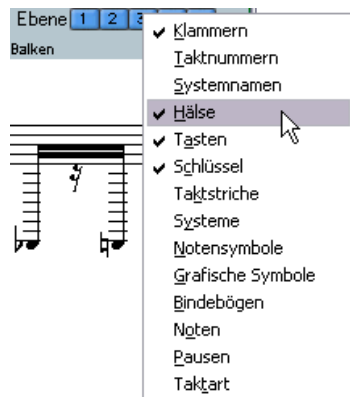 Ebene 1 2 3
Balken
Klammern
Taktnummern
Systemnamen
Hälse
Tasten
Schlüssel
Taktstriche
Systeme
Notensymbole
Grafische Symbole
Bindebögen
Noten
Pausen
Taktart